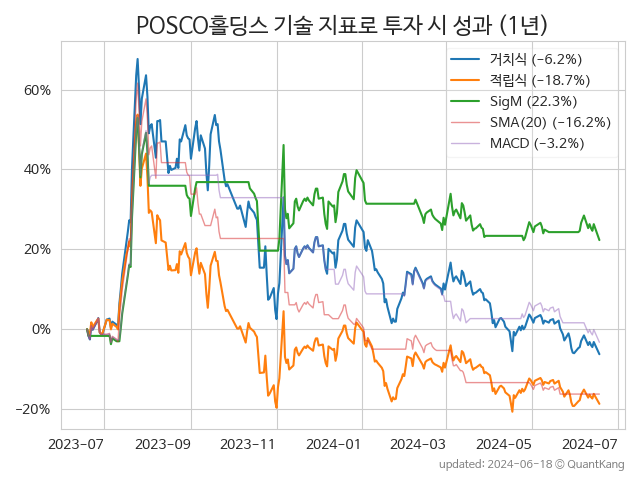 POSCO홀딩스 기술 지표로 투자 시 성과 (1년)
거치식 (−6.2%)
적립식 (−18.7%)
SigM (22.3%)
SMA(20) (−16.2%)
MACD (−3.2%)
60%
40%
20%
0%
−20%
2023−07
2023−09
2023−11
2024−01
2024−03
2024−05
2024−07
updated: 2024-06-18 © QuantKang